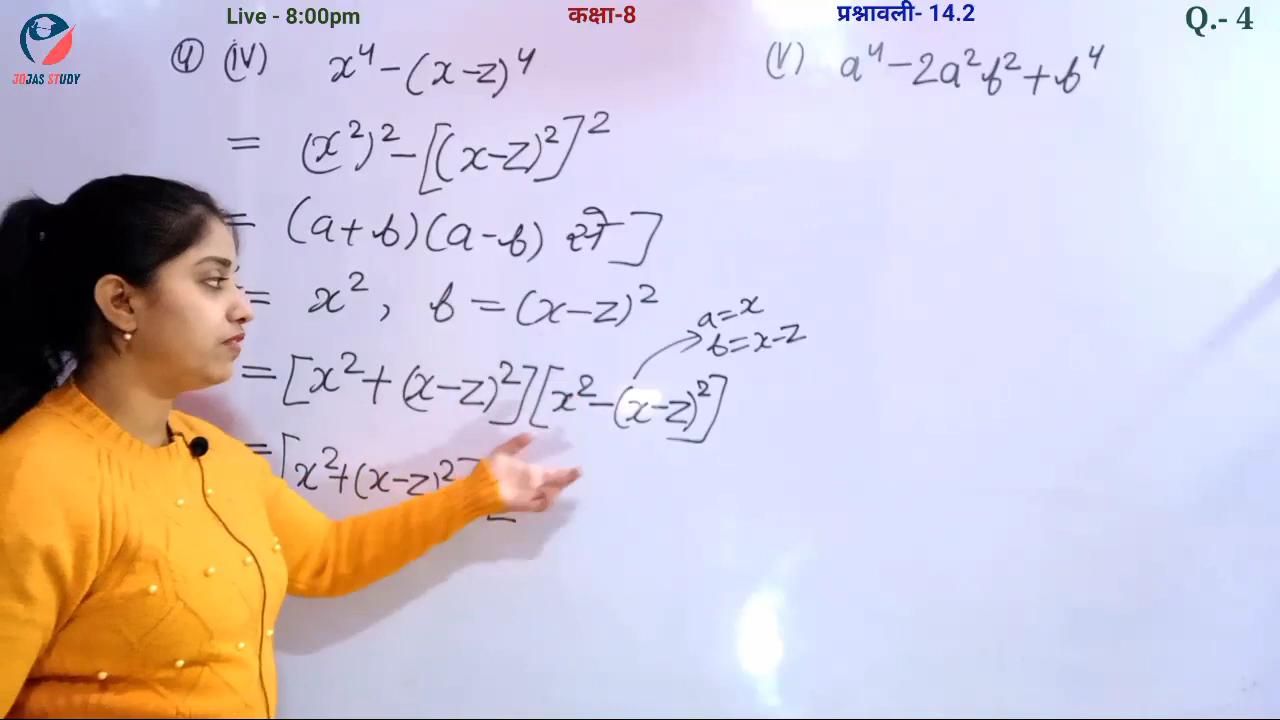 JOJAS STUDY
Live - 8:00pm
कक्षा-8
प्रश्नावली- 14.2
Q.- 4
④ (iv) x⁴-(x-z)⁴
= (x²)²-[(x-z)²]²
= (a+b)(a-b) से]
= x², b=(x-z)²
a=x
b=x-z
=[x²+(x-z)²][x²-(x-z)²]
=[x²+(x-z)²
(V) a⁴-2a²b²+b⁴